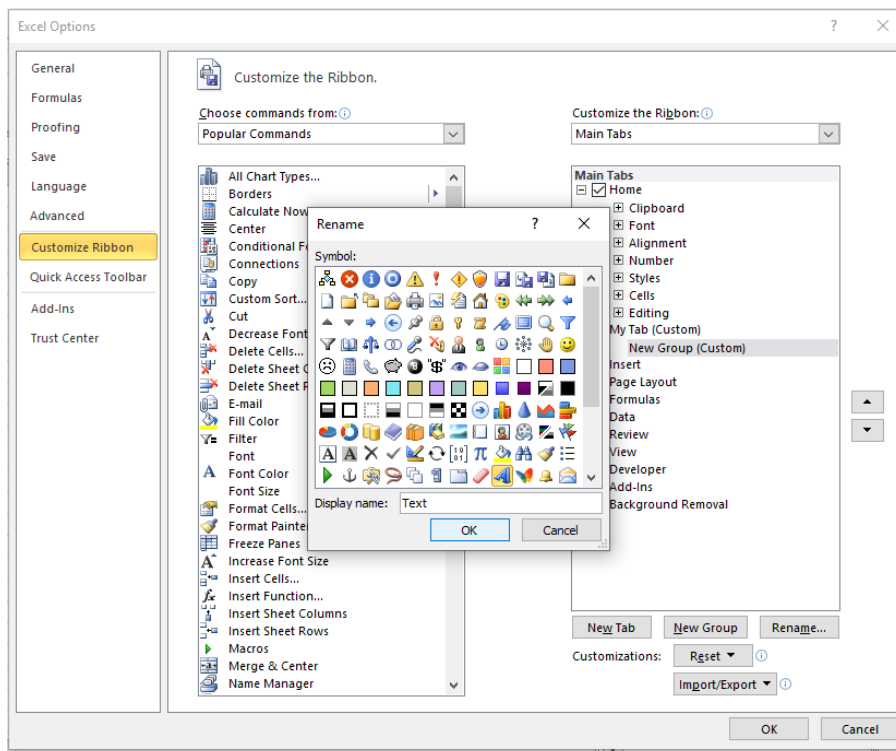 Excel Options
?
General
Formulas
Proofing
Save
Language
Advanced
Customize Ribbon
Quick Access Toolbar
Add-Ins
Trust Center
Customize the Ribbon.
Choose commands from:
Popular Commands
All Chart Types...
Borders
Calculate Now
Center
Conditional F
Connections
Copy
Custom Sort...
Cut
Decrease Font
Delete Cells...
Delete Sheet C
Delete Sheet R
E-mail
Fill Color
Filter
Font
Font Color
Font Size
Format Cells...
Format Painter
Freeze Panes
Increase Font Size
Insert Cells...
Insert Function...
Insert Sheet Columns
Insert Sheet Rows
Macros
Merge & Center
Name Manager
Rename
?
Symbol:
Display name: Text
OK Cancel
Customize the Ribbon:
Main Tabs
Main Tabs
Home
Clipboard
Font
Alignment
Number
Styles
Cells
Editing
My Tab (Custom)
New Group (Custom)
Insert
Page Layout
Formulas
Data
Review
View
Developer
Add-Ins
Background Removal
New Tab New Group Rename...
Customizations: Reset
Import/Export
OK Cancel